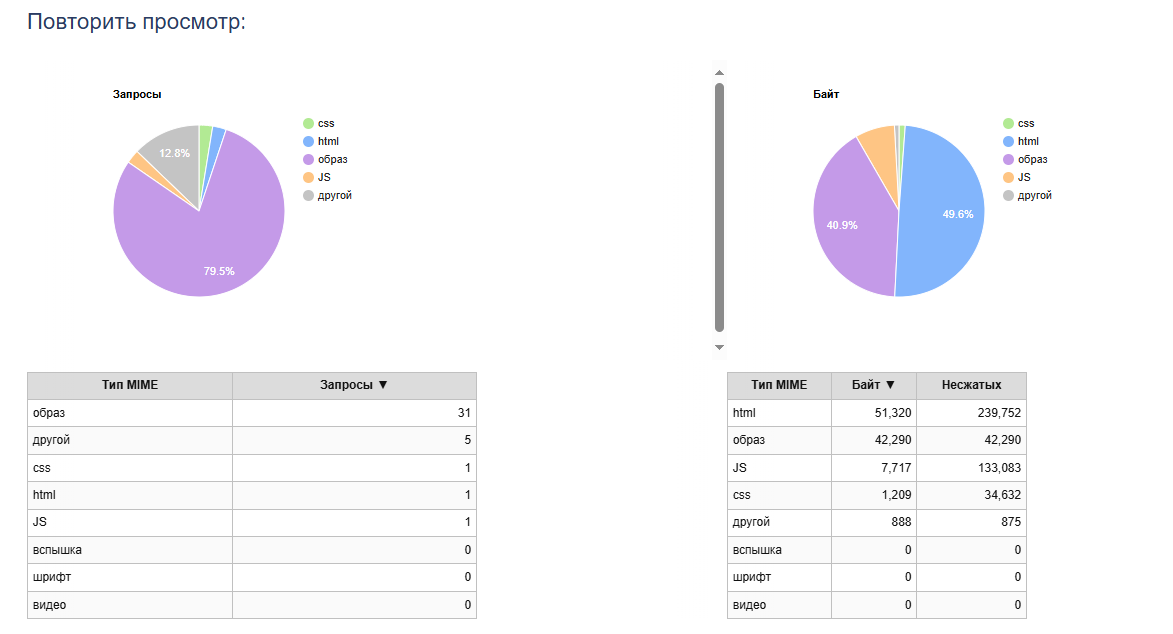 Повторить просмотр:
Запросы
css
html
образ
JS
другой
12.8%
79.5%
Байт
css
html
образ
JS
другой
49.6%
40.9%
Тип MIME Запросы ▼
образ 31
другой 5
css 1
html 1
JS 1
вспышка 0
шрифт 0
видео 0
Тип MIME Байт ▼ Несжатых
html 51,320 239,752
образ 42,290 42,290
JS 7,717 133,083
css 1,209 34,632
другой 888 875
вспышка 0 0
шрифт 0 0
видео 0 0